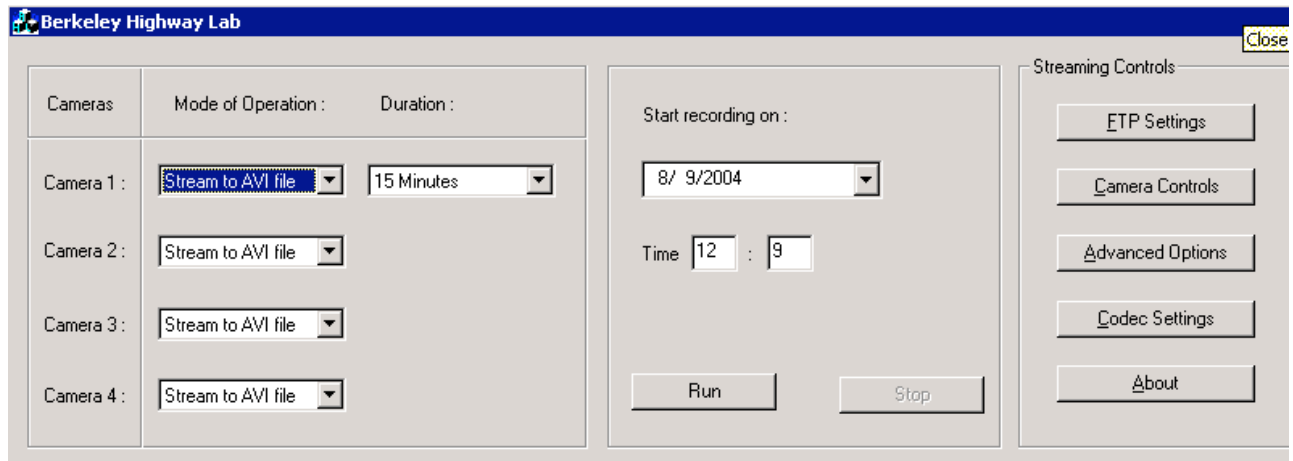 Berkeley Highway Lab
Close
Cameras Mode of Operation : Duration :
Camera 1 : Stream to AVI file 15 Minutes
Camera 2 : Stream to AVI file
Camera 3 : Stream to AVI file
Camera 4 : Stream to AVI file
Start recording on :
8/ 9/2004
Time 12 : 9
Run Stop
Streaming Controls
FTP Settings
Camera Controls
Advanced Options
Codec Settings
About